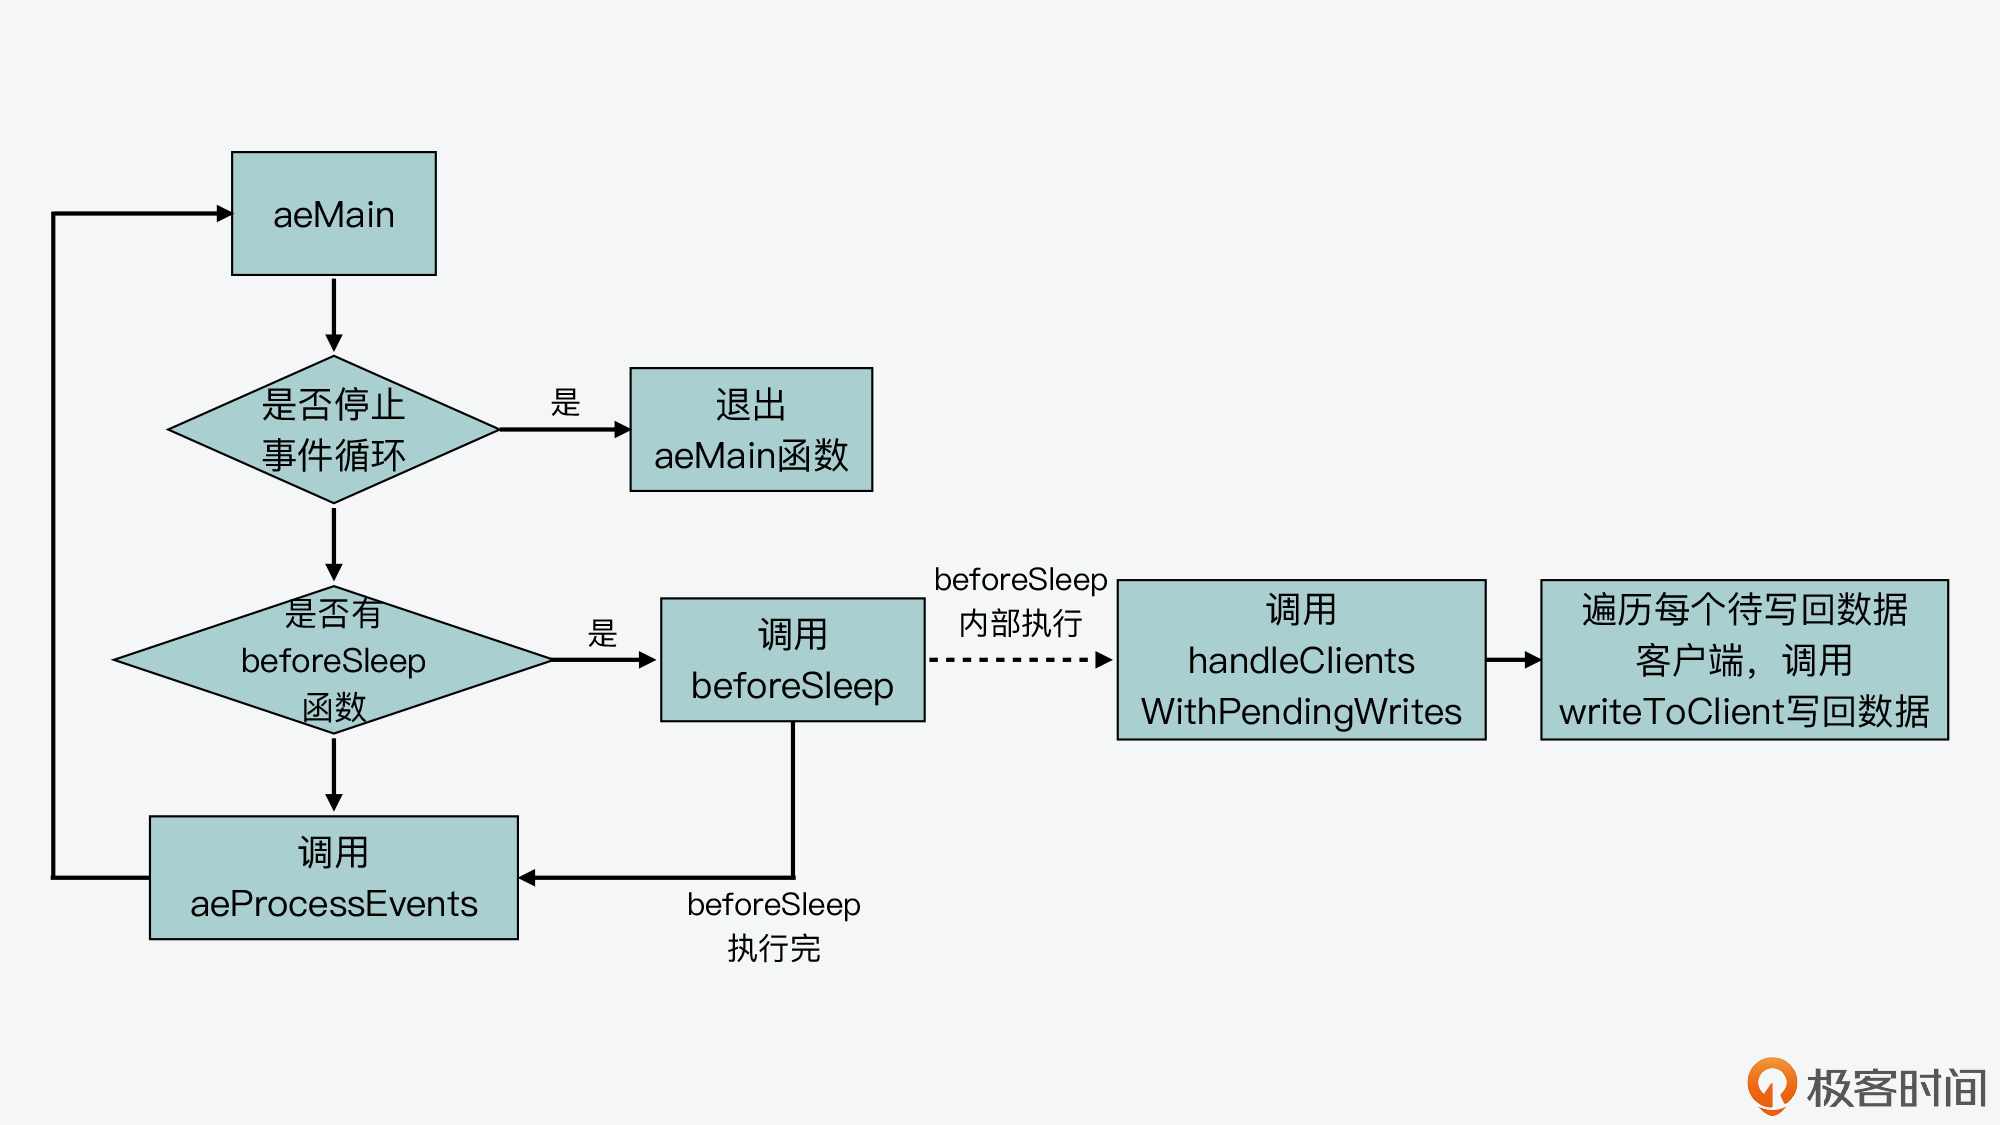 aeMain
是否停止
事件循环
是
退出
aeMain函数
是否有
beforeSleep
函数
是
调用
beforeSleep
beforeSleep
内部执行
调用
handleClients
WithPendingWrites
遍历每个待写回数据
客户端，调用
writeToClient写回数据
调用
aeProcessEvents
beforeSleep
执行完
极客时间